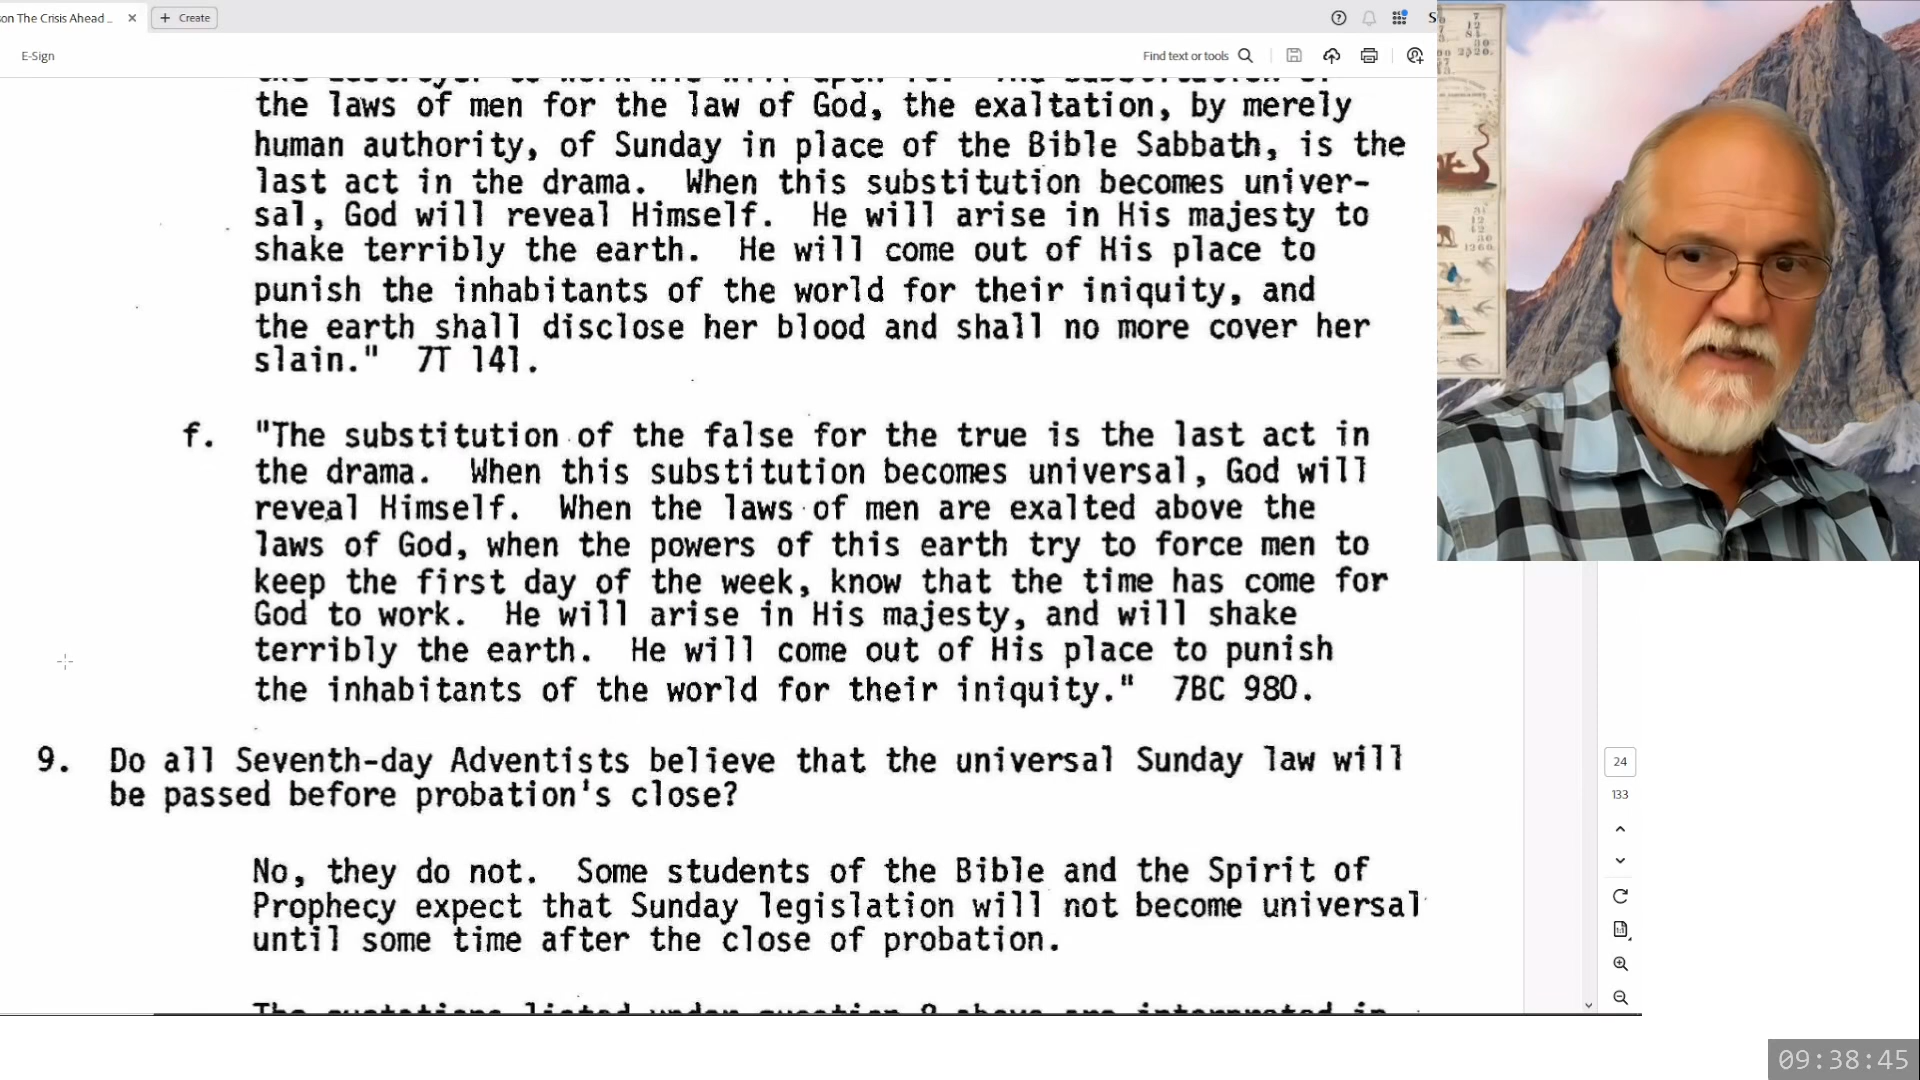 son The Crisis Ahead ...
Create
E-Sign
Find text or tools
the laws of men for the law of God, the exaltation, by merely
human authority, of Sunday in place of the Bible Sabbath, is the
last act in the drama. When this substitution becomes univer-
sal, God will reveal Himself. He will arise in His majesty to
shake terribly the earth. He will come out of His place to
punish the inhabitants of the world for their iniquity, and
the earth shall disclose her blood and shall no more cover her
slain." 7T 141.
f. "The substitution of the false for the true is the last act in
the drama. When this substitution becomes universal, God will
reveal Himself. When the laws of men are exalted above the
laws of God, when the powers of this earth try to force men to
keep the first day of the week, know that the time has come for
God to work. He will arise in His majesty, and will shake
terribly the earth. He will come out of His place to punish
the inhabitants of the world for their iniquity." 7BC 980.
9. Do all Seventh-day Adventists believe that the universal Sunday law will
be passed before probation's close?
No, they do not. Some students of the Bible and the Spirit of
Prophecy expect that Sunday legislation will not become universal
until some time after the close of probation.
The quotations listed under question 8 above are interpreted in
24
133
09:38:45